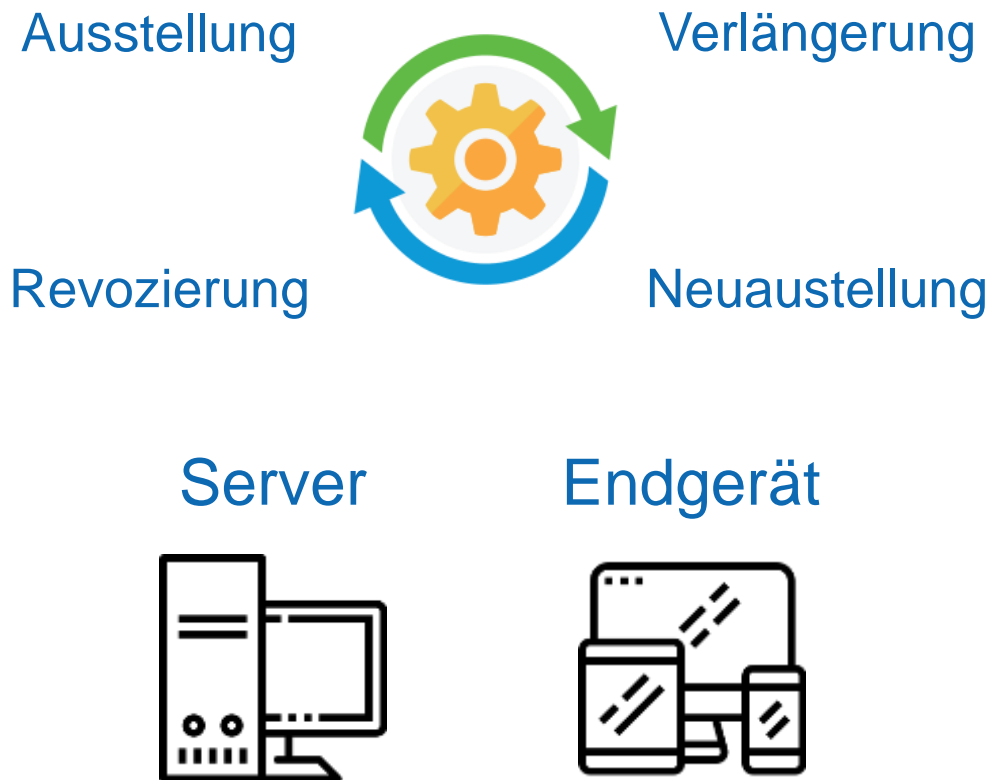 Ausstellung
Verlängerung
Revozierung
Neuaustellung
Server
Endgerät